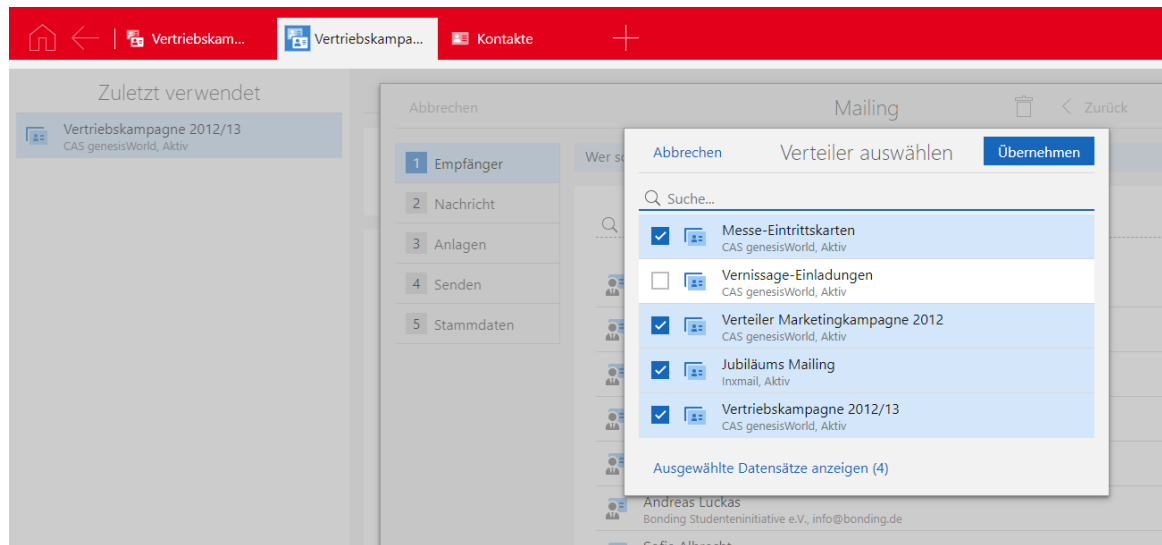 Vertriebskam...
Vertriebskampa...
Kontakte
Zuletzt verwendet
Vertriebskampagne 2012/13
CAS genesisWorld, Aktiv
Abbrechen
Mailing
Zurück
1 Empfänger
2 Nachricht
3 Anlagen
4 Senden
5 Stammdaten
Wer so
Abbrechen
Verteiler auswählen
Übernehmen
Suche...
Messe-Eintrittskarten
CAS genesisWorld, Aktiv
Vernissage-Einladungen
CAS genesisWorld, Aktiv
Verteiler Marketingkampagne 2012
CAS genesisWorld, Aktiv
Jubiläums Mailing
Inxmail, Aktiv
Vertriebskampagne 2012/13
CAS genesisWorld, Aktiv
Ausgewählte Datensätze anzeigen (4)
Andreas Luckas
Bonding Studenteninitiative e.V., info@bonding.de